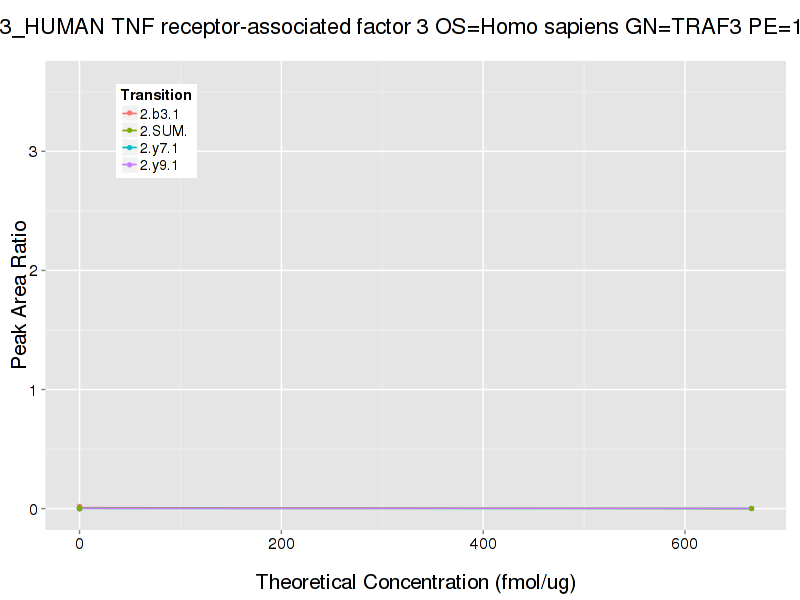 3_HUMAN TNF receptor-associated factor 3 OS=Homo sapiens GN=TRAF3 PE=1
Transition
2.b3.1
2.SUM.
2.y7.1
2.y9.1
Peak Area Ratio
3
2
1
0
0 200 400 600
Theoretical Concentration (fmol/ug)